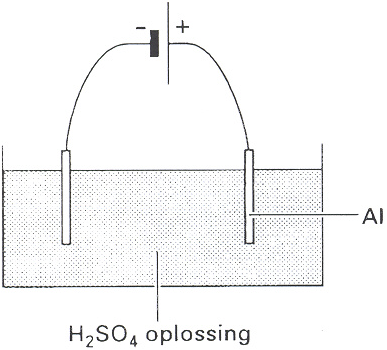 - +
Al
H₂SO₄ oplossing